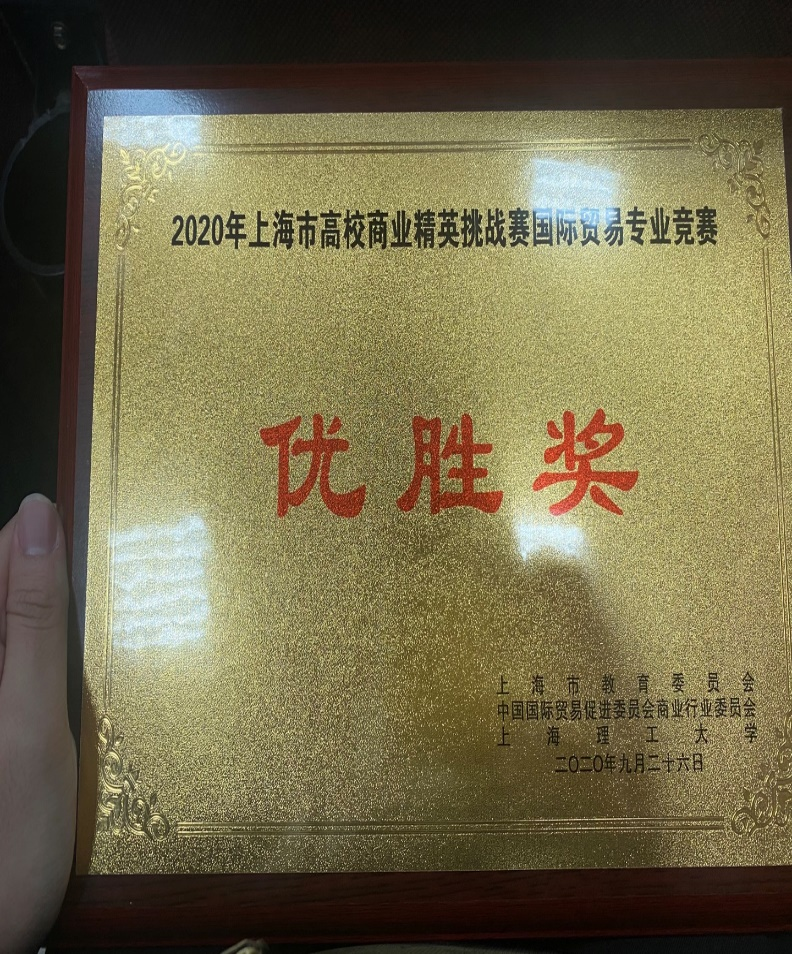 2020年上海市高校商业精英挑战赛国际贸易专业竞赛
优胜奖
上海市教育委员会
中国国际贸易促进委员会商业行业委员会
上海理工大学
二〇二〇年九月二十六日